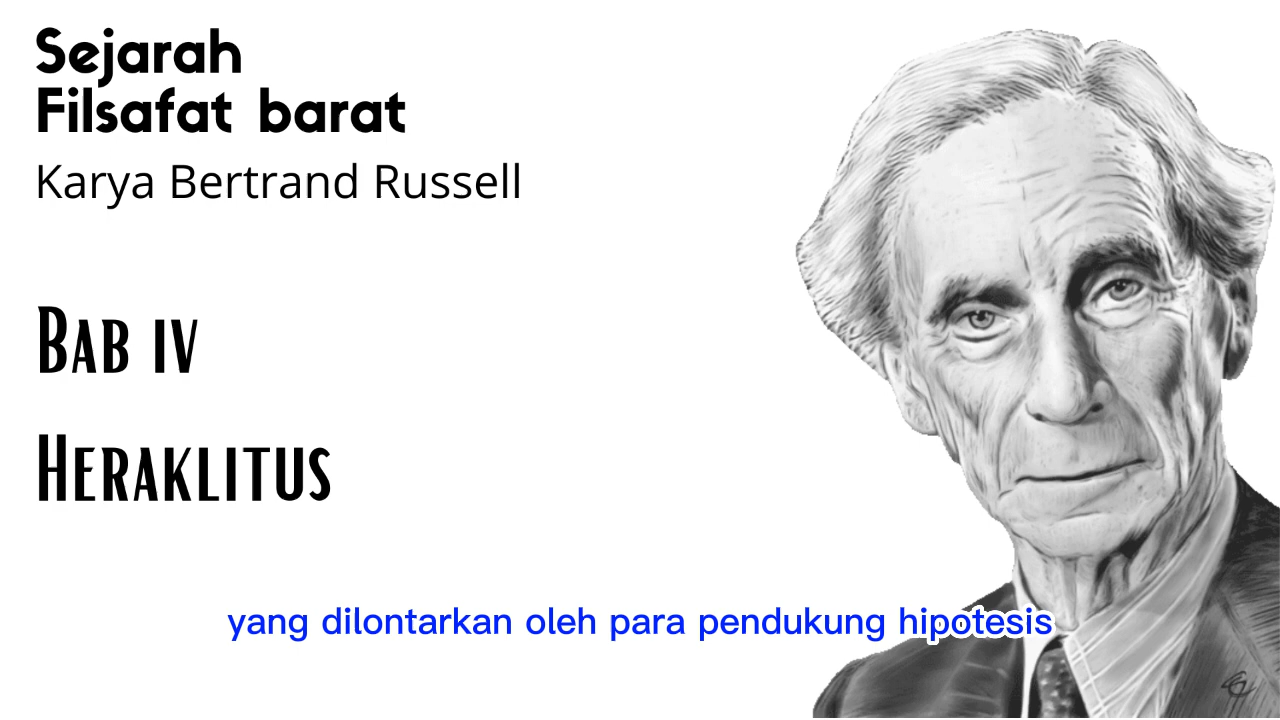 Sejarah
Filsafat barat
Karya Bertrand Russell
Bab IV
Heraklitus
yang dilontarkan oleh para pendukung hipotesis